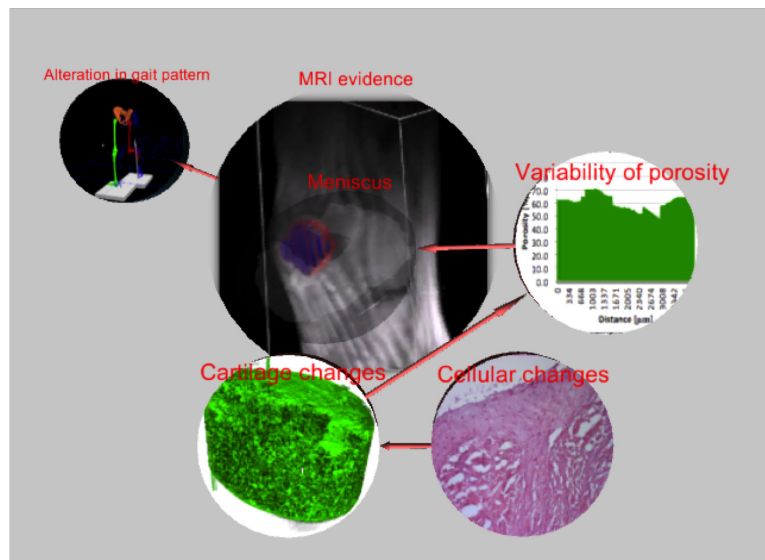 Alteration in gait pattern
MRI evidence
Meniscus
Variability of porosity
70.0
60.0
50.0
40.0
30.0
20.0
10.0
0.0
0
334
668
1003
1337
1671
2005
2340
2674
3008
Distance [µm]
Cartilage changes
Cellular changes